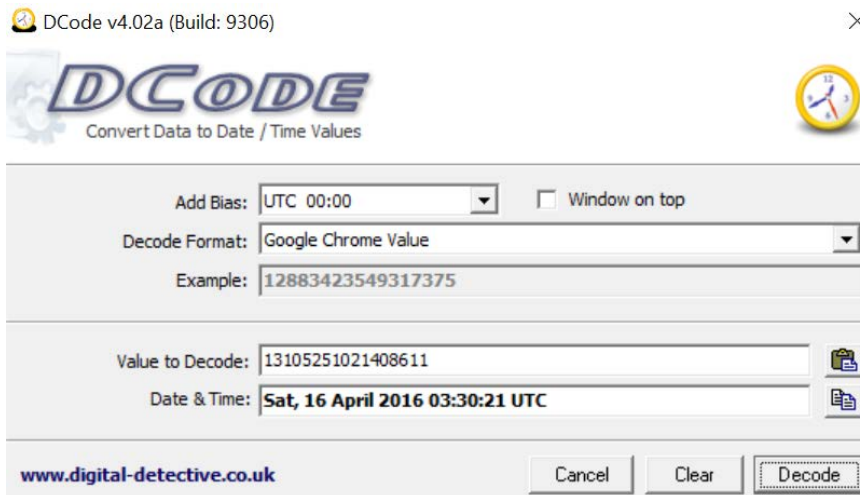 DCode v4.02a (Build: 9306)
DCODE
Convert Data to Date / Time Values
Add Bias: UTC 00:00 Window on top
Decode Format: Google Chrome Value
Example: 12883423549317375
Value to Decode: 13105251021408611
Date & Time: Sat, 16 April 2016 03:30:21 UTC
www.digital-detective.co.uk Cancel Clear Decode